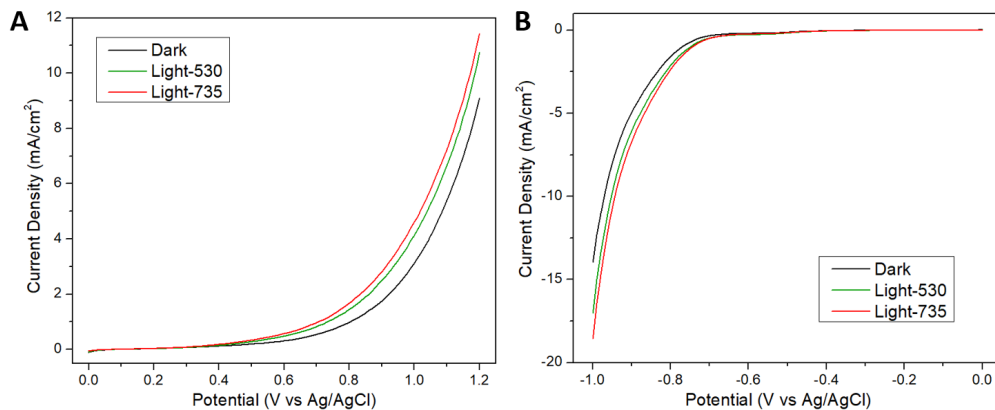 A
12
10
8
6
4
2
0
Current Density (mA/cm²)
Dark
Light-530
Light-735
0.0 0.2 0.4 0.6 0.8 1.0 1.2
Potential (V vs Ag/AgCl)
B
0
-5
-10
-15
-20
Current Density (mA/cm²)
Dark
Light-530
Light-735
-1.0 -0.8 -0.6 -0.4 -0.2 0.0
Potential (V vs Ag/AgCl)